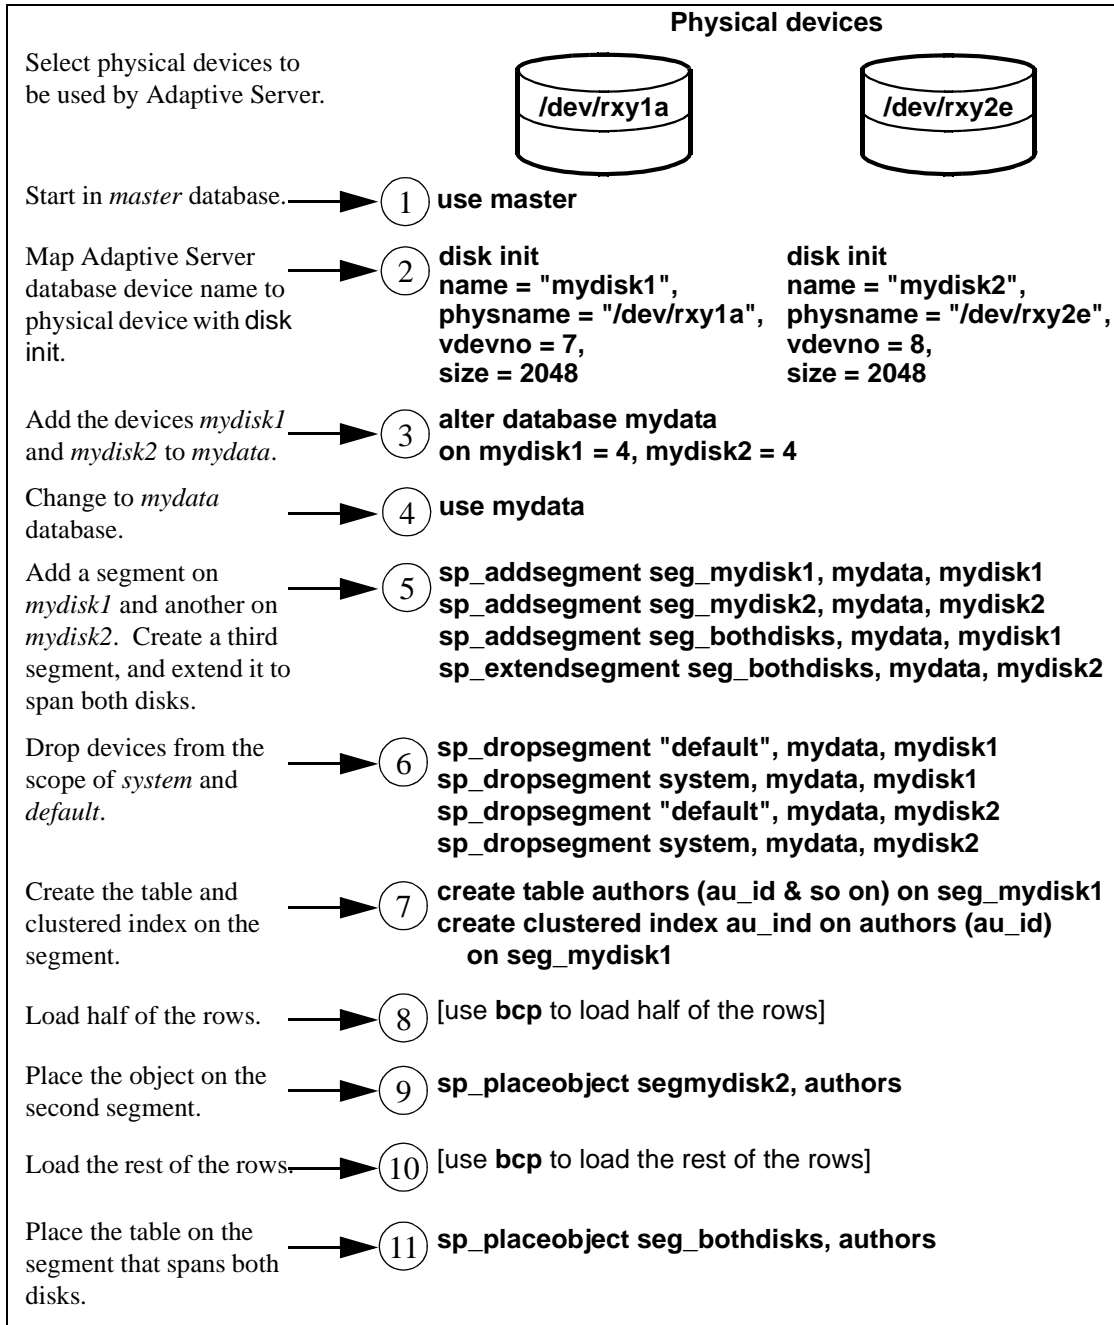 Physical devices
Select physical devices to
be used by Adaptive Server.
/dev/rxy1a
/dev/rxy2e
Start in master database.
1
use master
Map Adaptive Server
database device name to
physical device with disk
init.
2
disk init
name = "mydisk1",
physname = "/dev/rxy1a",
vdevno = 7,
size = 2048
disk init
name = "mydisk2",
physname = "/dev/rxy2e",
vdevno = 8,
size = 2048
Add the devices mydisk1
and mydisk2 to mydata.
3
alter database mydata
on mydisk1 = 4, mydisk2 = 4
Change to mydata
database.
4
use mydata
Add a segment on
mydisk1 and another on
mydisk2.  Create a third
segment, and extend it to
span both disks.
5
sp_addsegment seg_mydisk1, mydata, mydisk1
sp_addsegment seg_mydisk2, mydata, mydisk2
sp_addsegment seg_bothdisks, mydata, mydisk1
sp_extendsegment seg_bothdisks, mydata, mydisk2
Drop devices from the
scope of system and
default.
6
sp_dropsegment "default", mydata, mydisk1
sp_dropsegment system, mydata, mydisk1
sp_dropsegment "default", mydata, mydisk2
sp_dropsegment system, mydata, mydisk2
Create the table and
clustered index on the
segment.
7
create table authors (au_id & so on) on seg_mydisk1
create clustered index au_ind on authors (au_id)
on seg_mydisk1
Load half of the rows.
8
[use bcp to load half of the rows]
Place the object on the
second segment.
9
sp_placeobject segmydisk2, authors
Load the rest of the rows.
10
[use bcp to load the rest of the rows]
Place the table on the
segment that spans both
disks.
11
sp_placeobject seg_bothdisks, authors